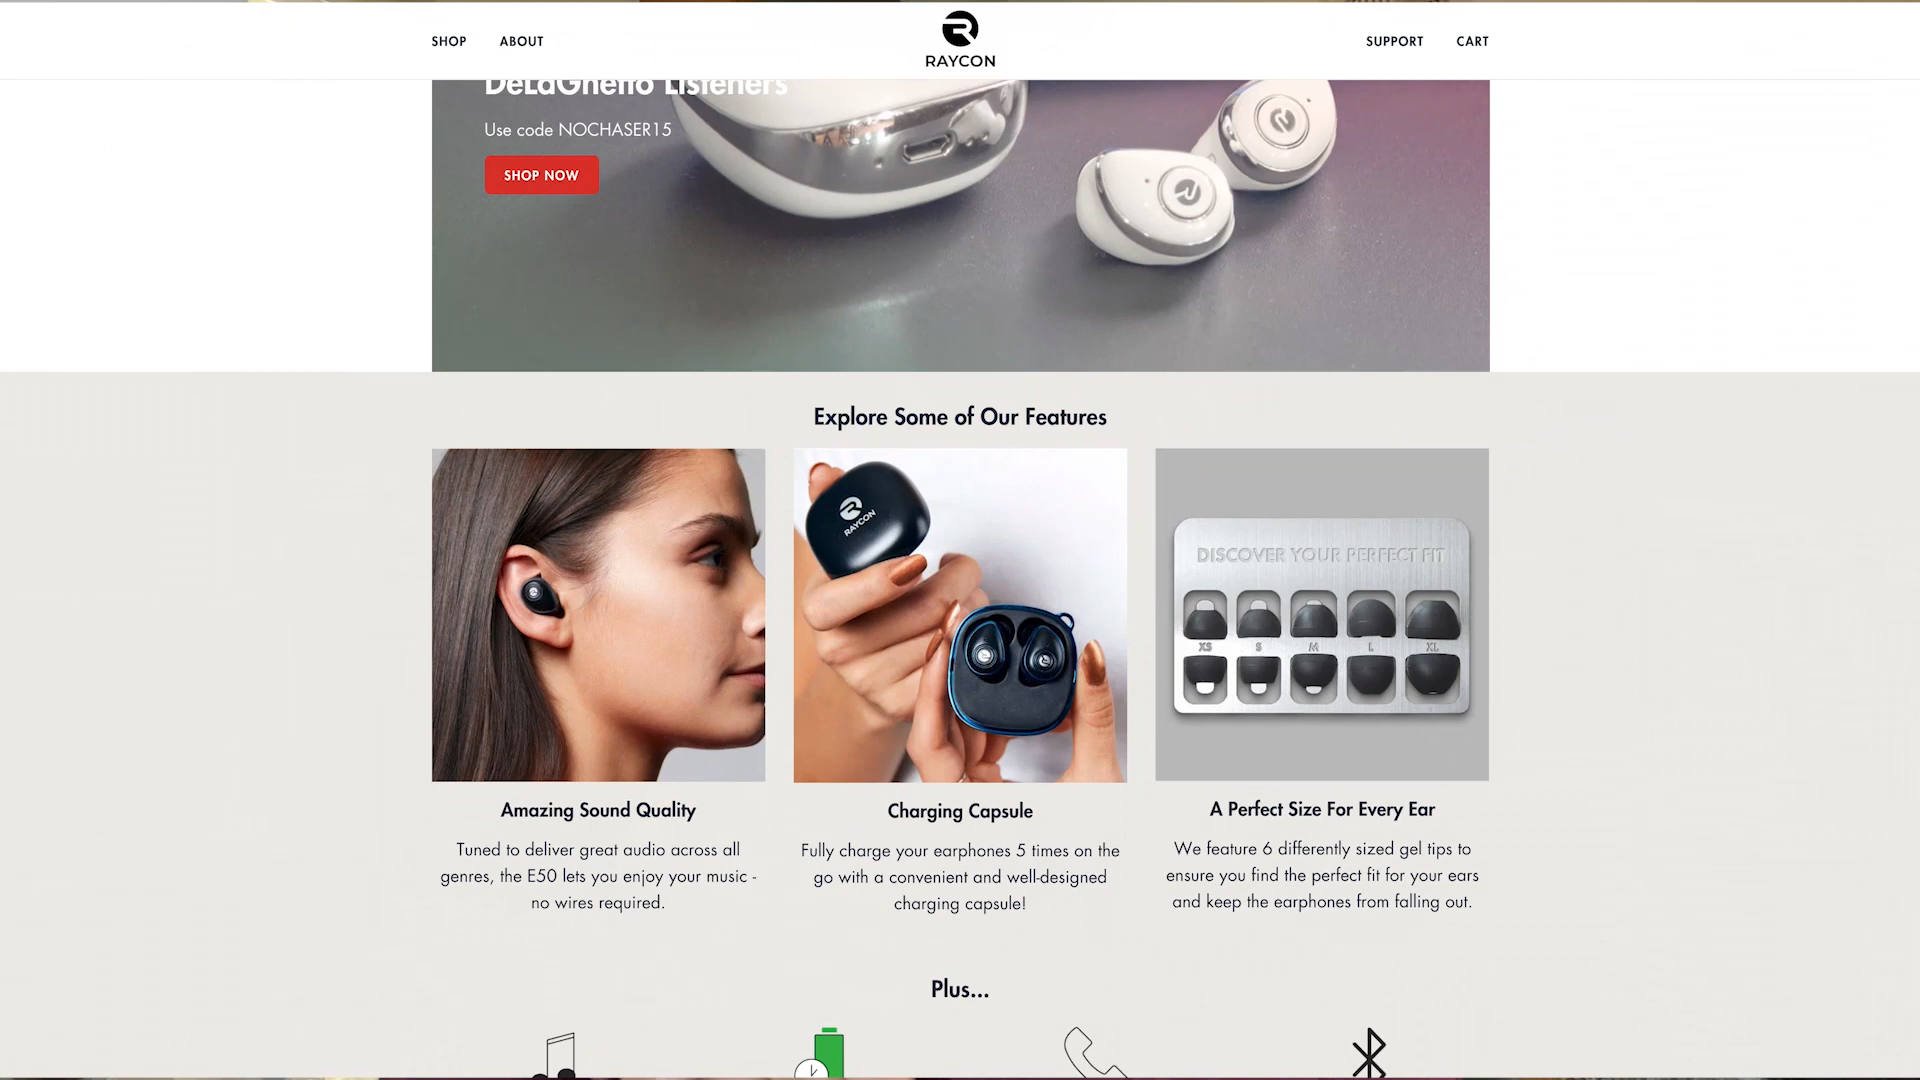 SHOP
ABOUT
RAYCON
SUPPORT
CART
DeLaGhetto Listeners
Use code NOCHASER15
SHOP NOW
Explore Some of Our Features
RAYCON
DISCOVER YOUR PERFECT FIT
XS S M L XL
Amazing Sound Quality
Tuned to deliver great audio across all
genres, the E50 lets you enjoy your music -
no wires required.
Charging Capsule
Fully charge your earphones 5 times on the
go with a convenient and well-designed
charging capsule!
A Perfect Size For Every Ear
We feature 6 differently sized gel tips to
ensure you find the perfect fit for your ears
and keep the earphones from falling out.
Plus...